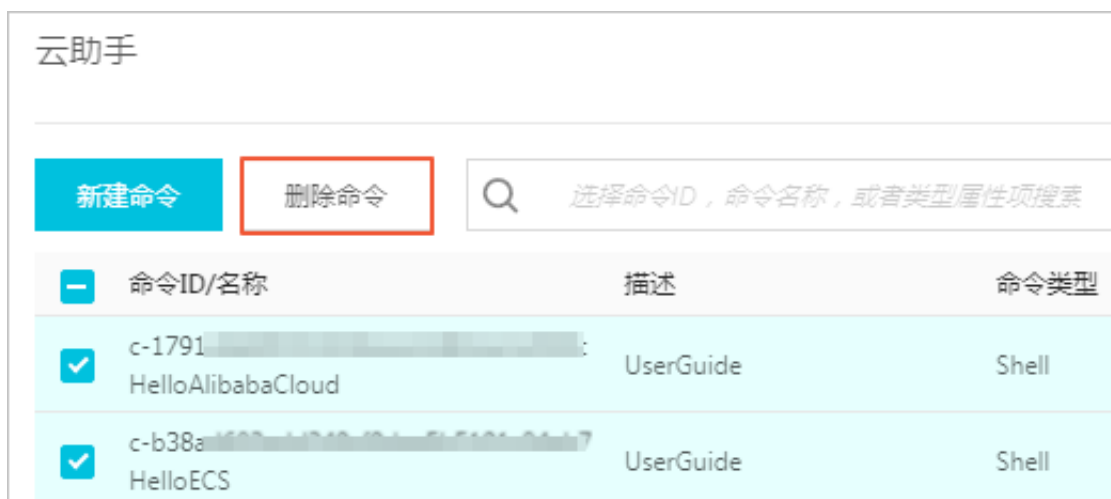 云助手
新建命令 删除命令 选择命令ID，命令名称，或者类型属性项搜素
命令ID/名称 描述 命令类型
c-1791
HelloAlibabaCloud UserGuide Shell
c-b38a
HelloECS UserGuide Shell